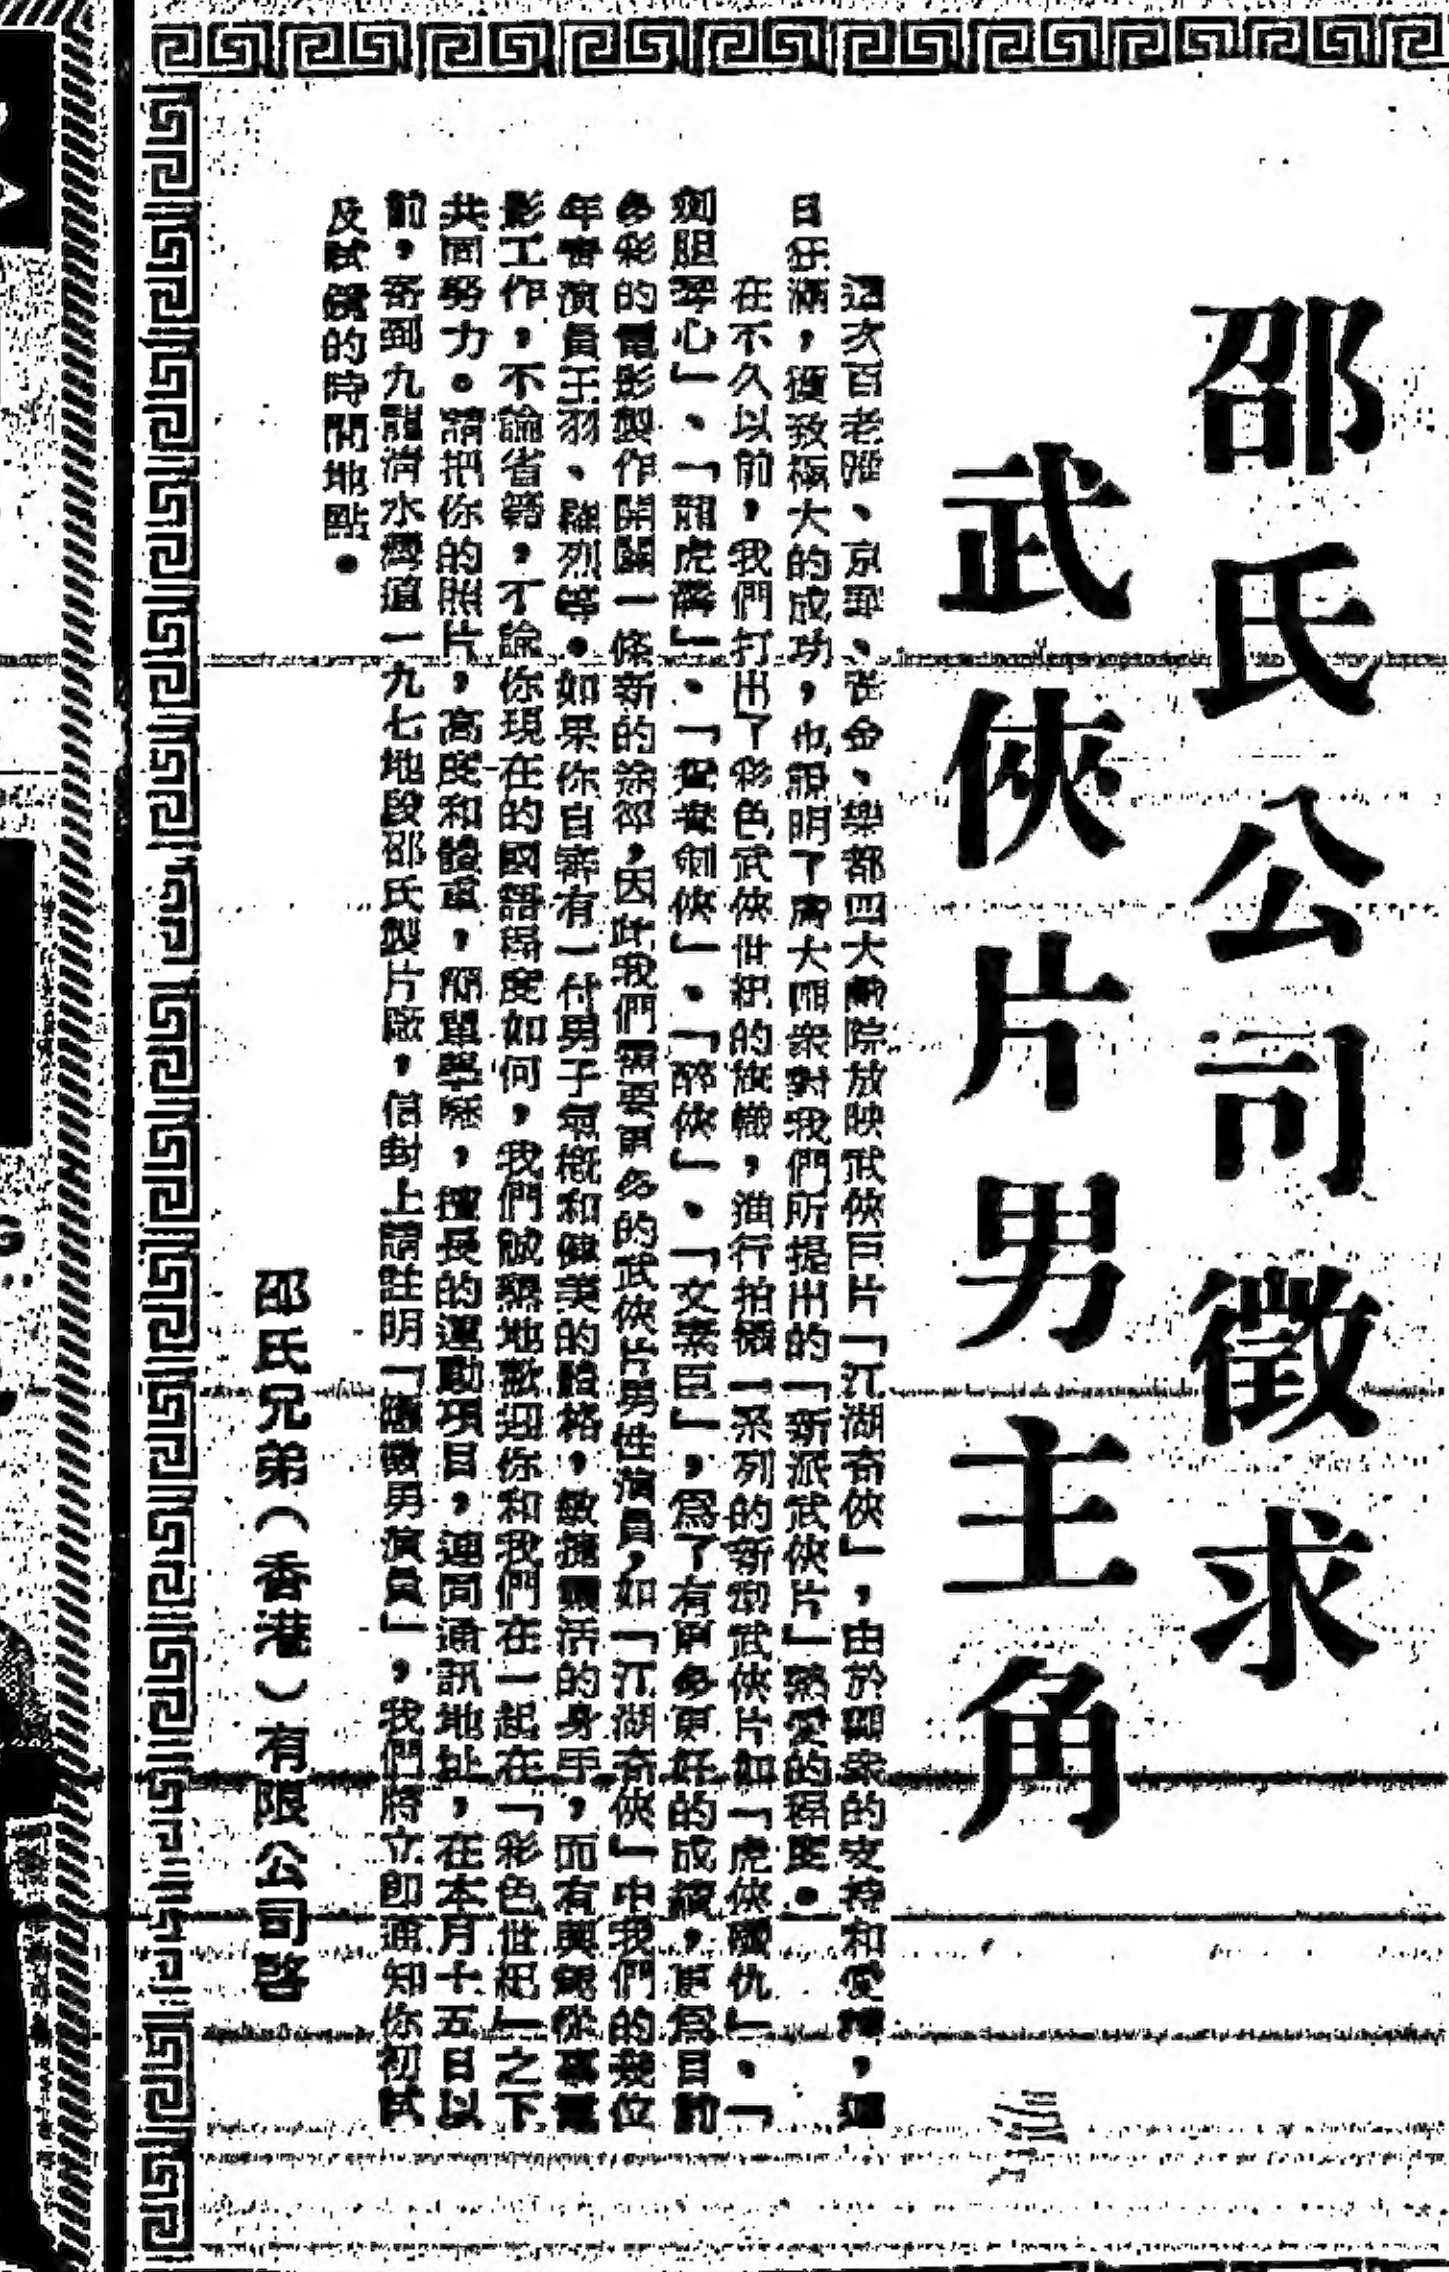 邵氏公司徵求
武俠片男主角
這次百老匯、京華、金、樂都四大戲院放映武俠巨片「江湖奇俠」，由於觀衆的支持和愛護，連
日狂滿，獲致極大的成功，也說明了廣大觀衆對我們所提出的「新派武俠片」熱愛的程度。
在不久以前，我們打出了彩色武俠世紀的旗幟，進行拍攝一系列的新型武俠片如「虎俠殲仇」、「
劍胆琴心」、「龍虎溝」、「邊城劍俠」、「醉俠」、「文素臣」，爲了有更多更好的成績，更爲目前
多彩的電影製作開闢一條新的途徑，因此我們需要更多的武俠片男性演員，如「江湖奇俠」中我們的幾位
年青演員王羽、羅烈等。如果你自審有一付男子氣概和健美的體格，敏捷靈活的身手，而有興趣從事電
影工作，不論省籍，不論你現在的國語程度如何，我們誠懇地歡迎你和我們在一起在「彩色世紀」之下
共同努力。請把你的照片，高度和體重，簡單學歷，擅長的運動項目，連同通訊地址，在本月十五日以
前，寄到九龍清水灣道一九七地段邵氏製片廠，信封上請註明「應徵男演員」，我們將立即通知你初試
及試鏡的時間地點。
邵氏兄弟（香港）有限公司啓